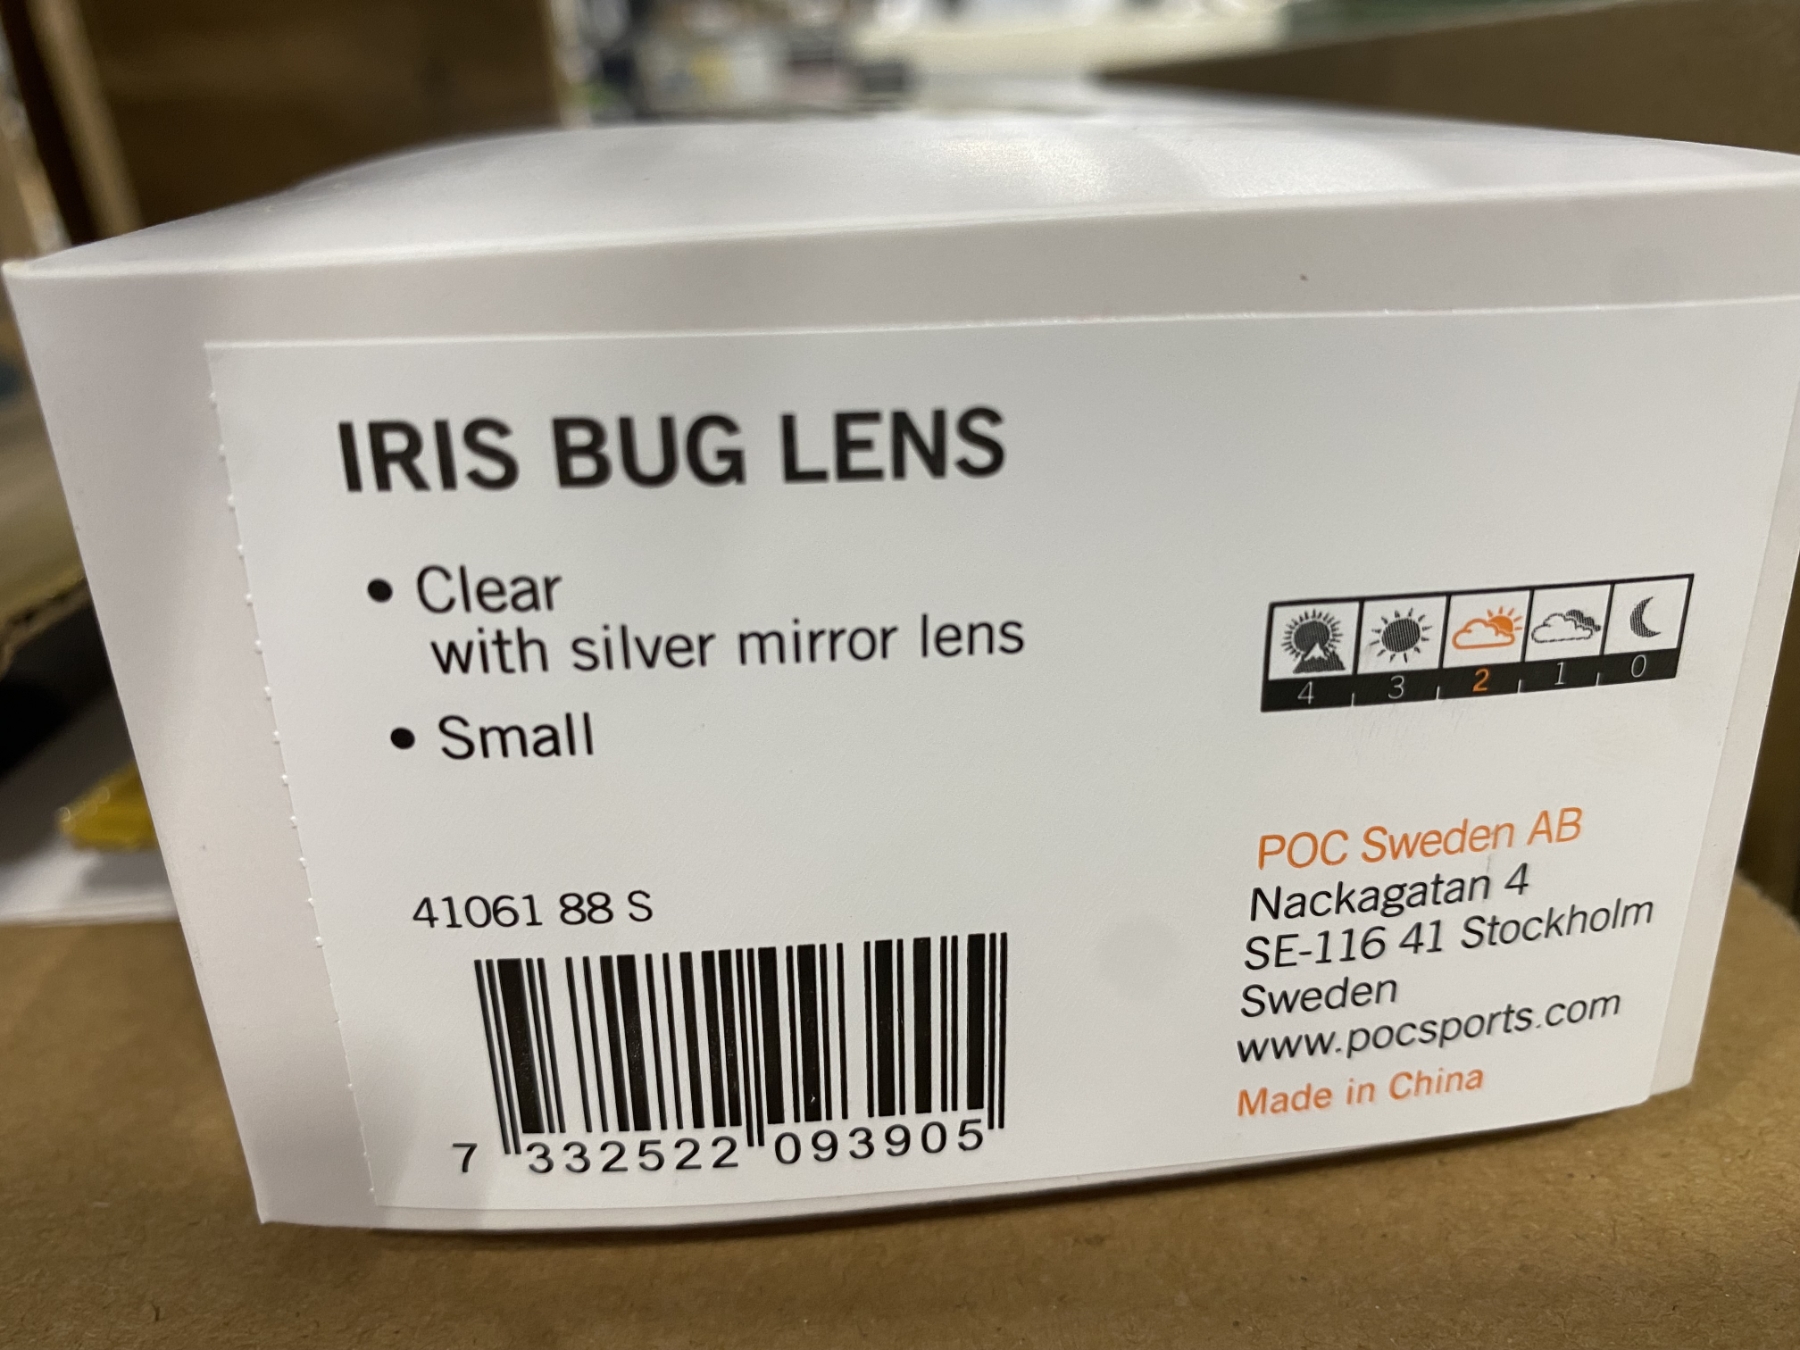 IRIS BUG LENS
• Clear
with silver mirror lens
• Small
4 3 2 1 0
41061 88 S
7 332522 093905
POC Sweden AB
Nackagatan 4
SE-116 41 Stockholm
Sweden
www.pocsports.com
Made in China